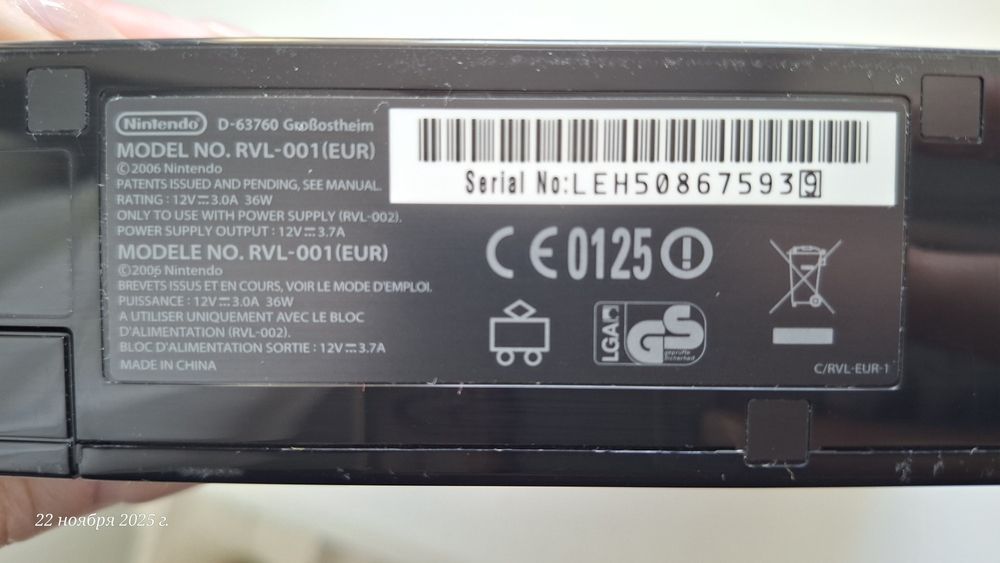 Nintendo D-63760 Großostheim
MODEL NO. RVL-001(EUR)
©2006 Nintendo
PATENTS ISSUED AND PENDING, SEE MANUAL.
RATING : 12V⎓3.0A 36W
ONLY TO USE WITH POWER SUPPLY (RVL-002).
POWER SUPPLY OUTPUT : 12V⎓3.7A
MODELE NO. RVL-001(EUR)
©2006 Nintendo
BREVETS ISSUS ET EN COURS, VOIR LE MODE D'EMPLOI.
PUISSANCE : 12V⎓3.0A 36W
A UTILISER UNIQUEMENT AVEC LE BLOC
D'ALIMENTATION (RVL-002).
BLOC D'ALIMENTATION SORTIE : 12V⎓3.7A
MADE IN CHINA
Serial No:LEH508675939
CE0125
LGA GS
geprüfte
Sicherheit
C/RVL-EUR-1
22 ноября 2025 г.